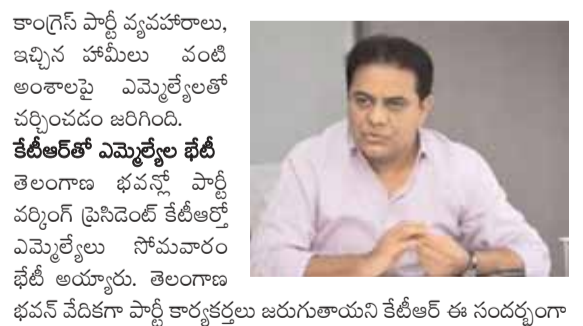 కాంగ్రెస్ పార్టీ వ్యవహారాలు,
ఇచ్చిన హామీలు వంటి
అంశాలపై ఎమ్మెల్యేలతో
చర్చించడం జరిగింది.
కేటీఆర్‌తో ఎమ్మెల్యేల భేటీ
తెలంగాణ భవన్లో పార్టీ
వర్కింగ్ ప్రెసిడెంట్ కేటీఆర్తో
ఎమ్మెల్యేలు సోమవారం
భేటీ అయ్యారు. తెలంగాణ
భవన్ వేదికగా పార్టీ కార్యకర్తలు జరుగుతాయని కేటీఆర్ ఈ సందర్భంగా